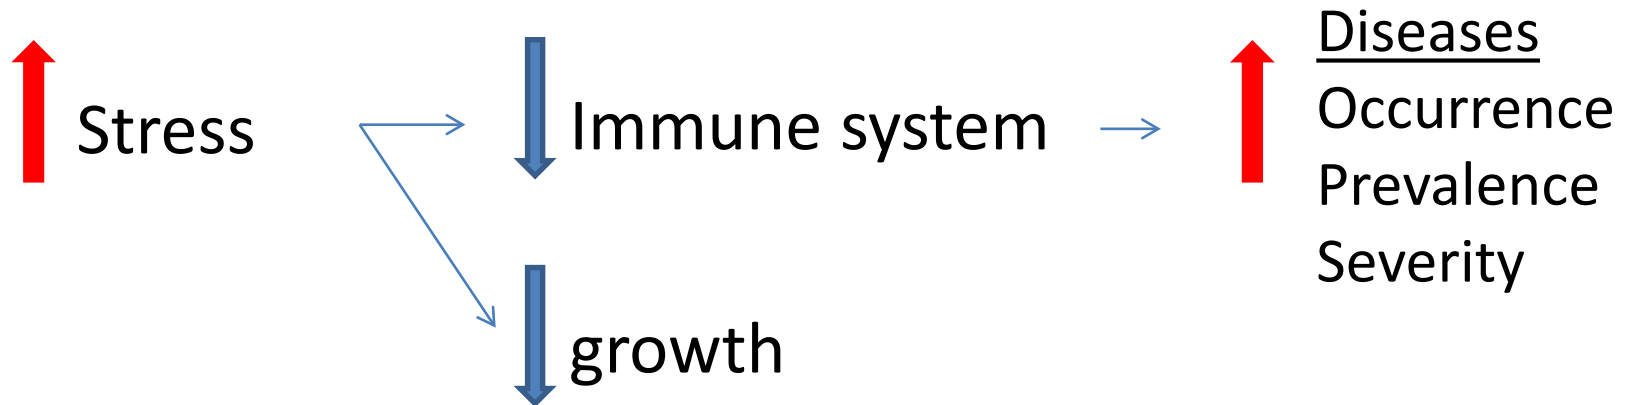 Stress
Immune system
growth
Diseases
Occurrence
Prevalence
Severity